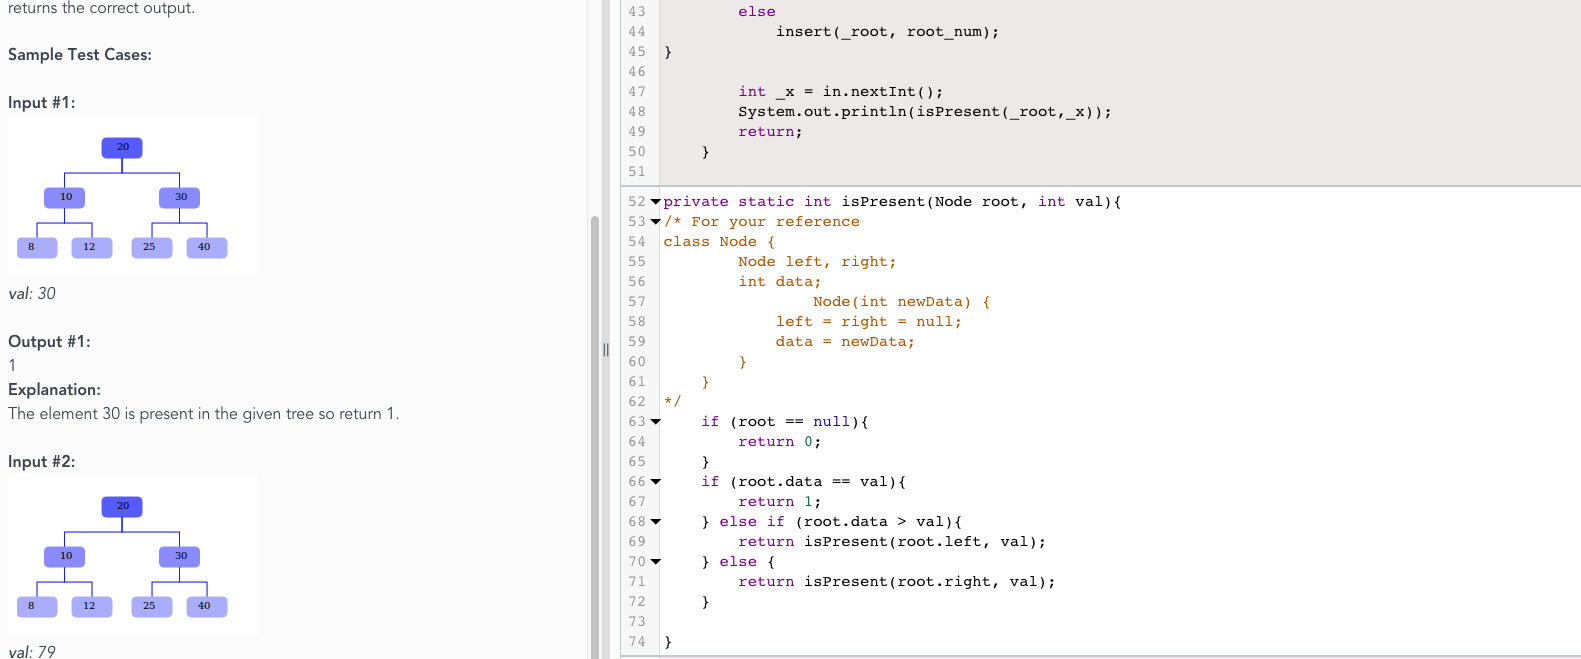 returns the correct output.
Sample Test Cases:
Input #1:
20
10 30
8 12 25 40
val: 30
Output #1:
1
Explanation:
The element 30 is present in the given tree so return 1.
Input #2:
20
10 30
8 12 25 40
val: 79
43 else
44 insert(_root, root_num);
45 }
46
47 int _x = in.nextInt();
48 System.out.println(isPresent(_root,_x));
49 return;
50 }
51
52 private static int isPresent(Node root, int val){
53 /* For your reference
54 class Node {
55 Node left, right;
56 int data;
57 Node(int newData) {
58 left = right = null;
59 data = newData;
60 }
61 }
62 */
63 if (root == null){
64 return 0;
65 }
66 if (root.data == val){
67 return 1;
68 } else if (root.data > val){
69 return isPresent(root.left, val);
70 } else {
71 return isPresent(root.right, val);
72 }
73
74 }